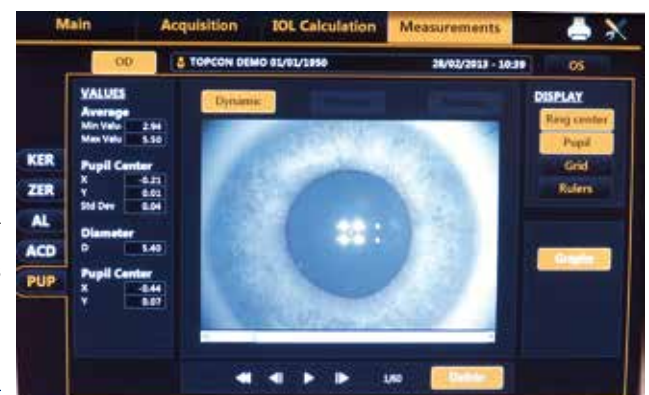 Main Acquisition IOL Calculation Measurements
OD TOPCON DEMO 01/01/1950 28/02/2013 - 10:39 OS
VALUES
Average
Min Valu 2.94
Max Valu 5.50
Pupil Center
X -0.21
Y 0.01
Std Dev 0.04
Diameter
D 5.40
Pupil Center
X -0.44
Y 0.07
KER
ZER
AL
ACD
PUP
Dynamic
1/60
DISPLAY
Ring center
Pupil
Grid
Rulers
Graphs
Delete